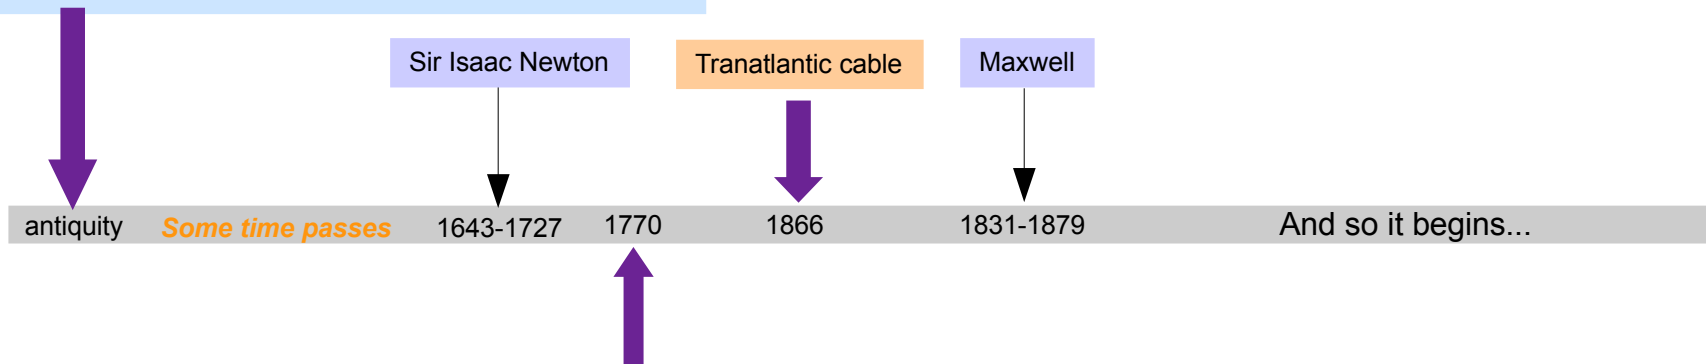 Sir Isaac Newton
Tranatlantic cable
Maxwell
antiquity
Some time passes
1643-1727
1770
1866
1831-1879
And so it begins...